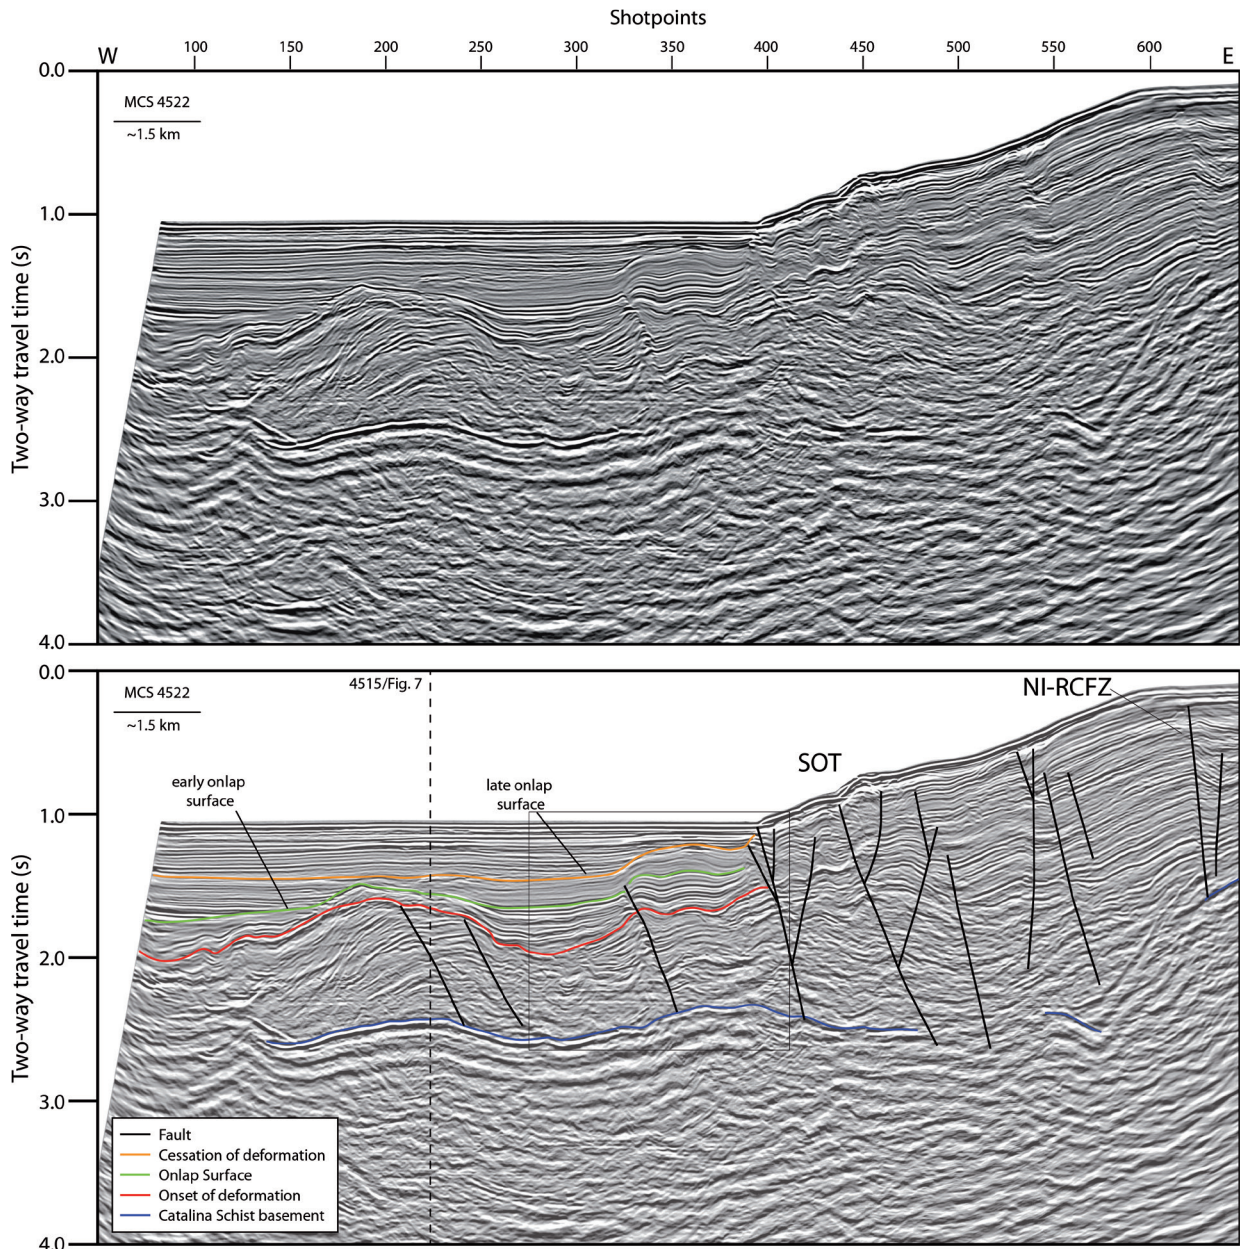 Shotpoints
W 100 150 200 250 300 350 400 450 500 550 600 E
0.0
MCS 4522
~1.5 km
1.0
2.0
3.0
4.0
Two-way travel time (s)
0.0
4515/Fig. 7
NI-RCFZ
MCS 4522
~1.5 km
SOT
early onlap
surface
late onlap
surface
1.0
2.0
3.0
4.0
Two-way travel time (s)
Fault
Cessation of deformation
Onlap Surface
Onset of deformation
Catalina Schist basement